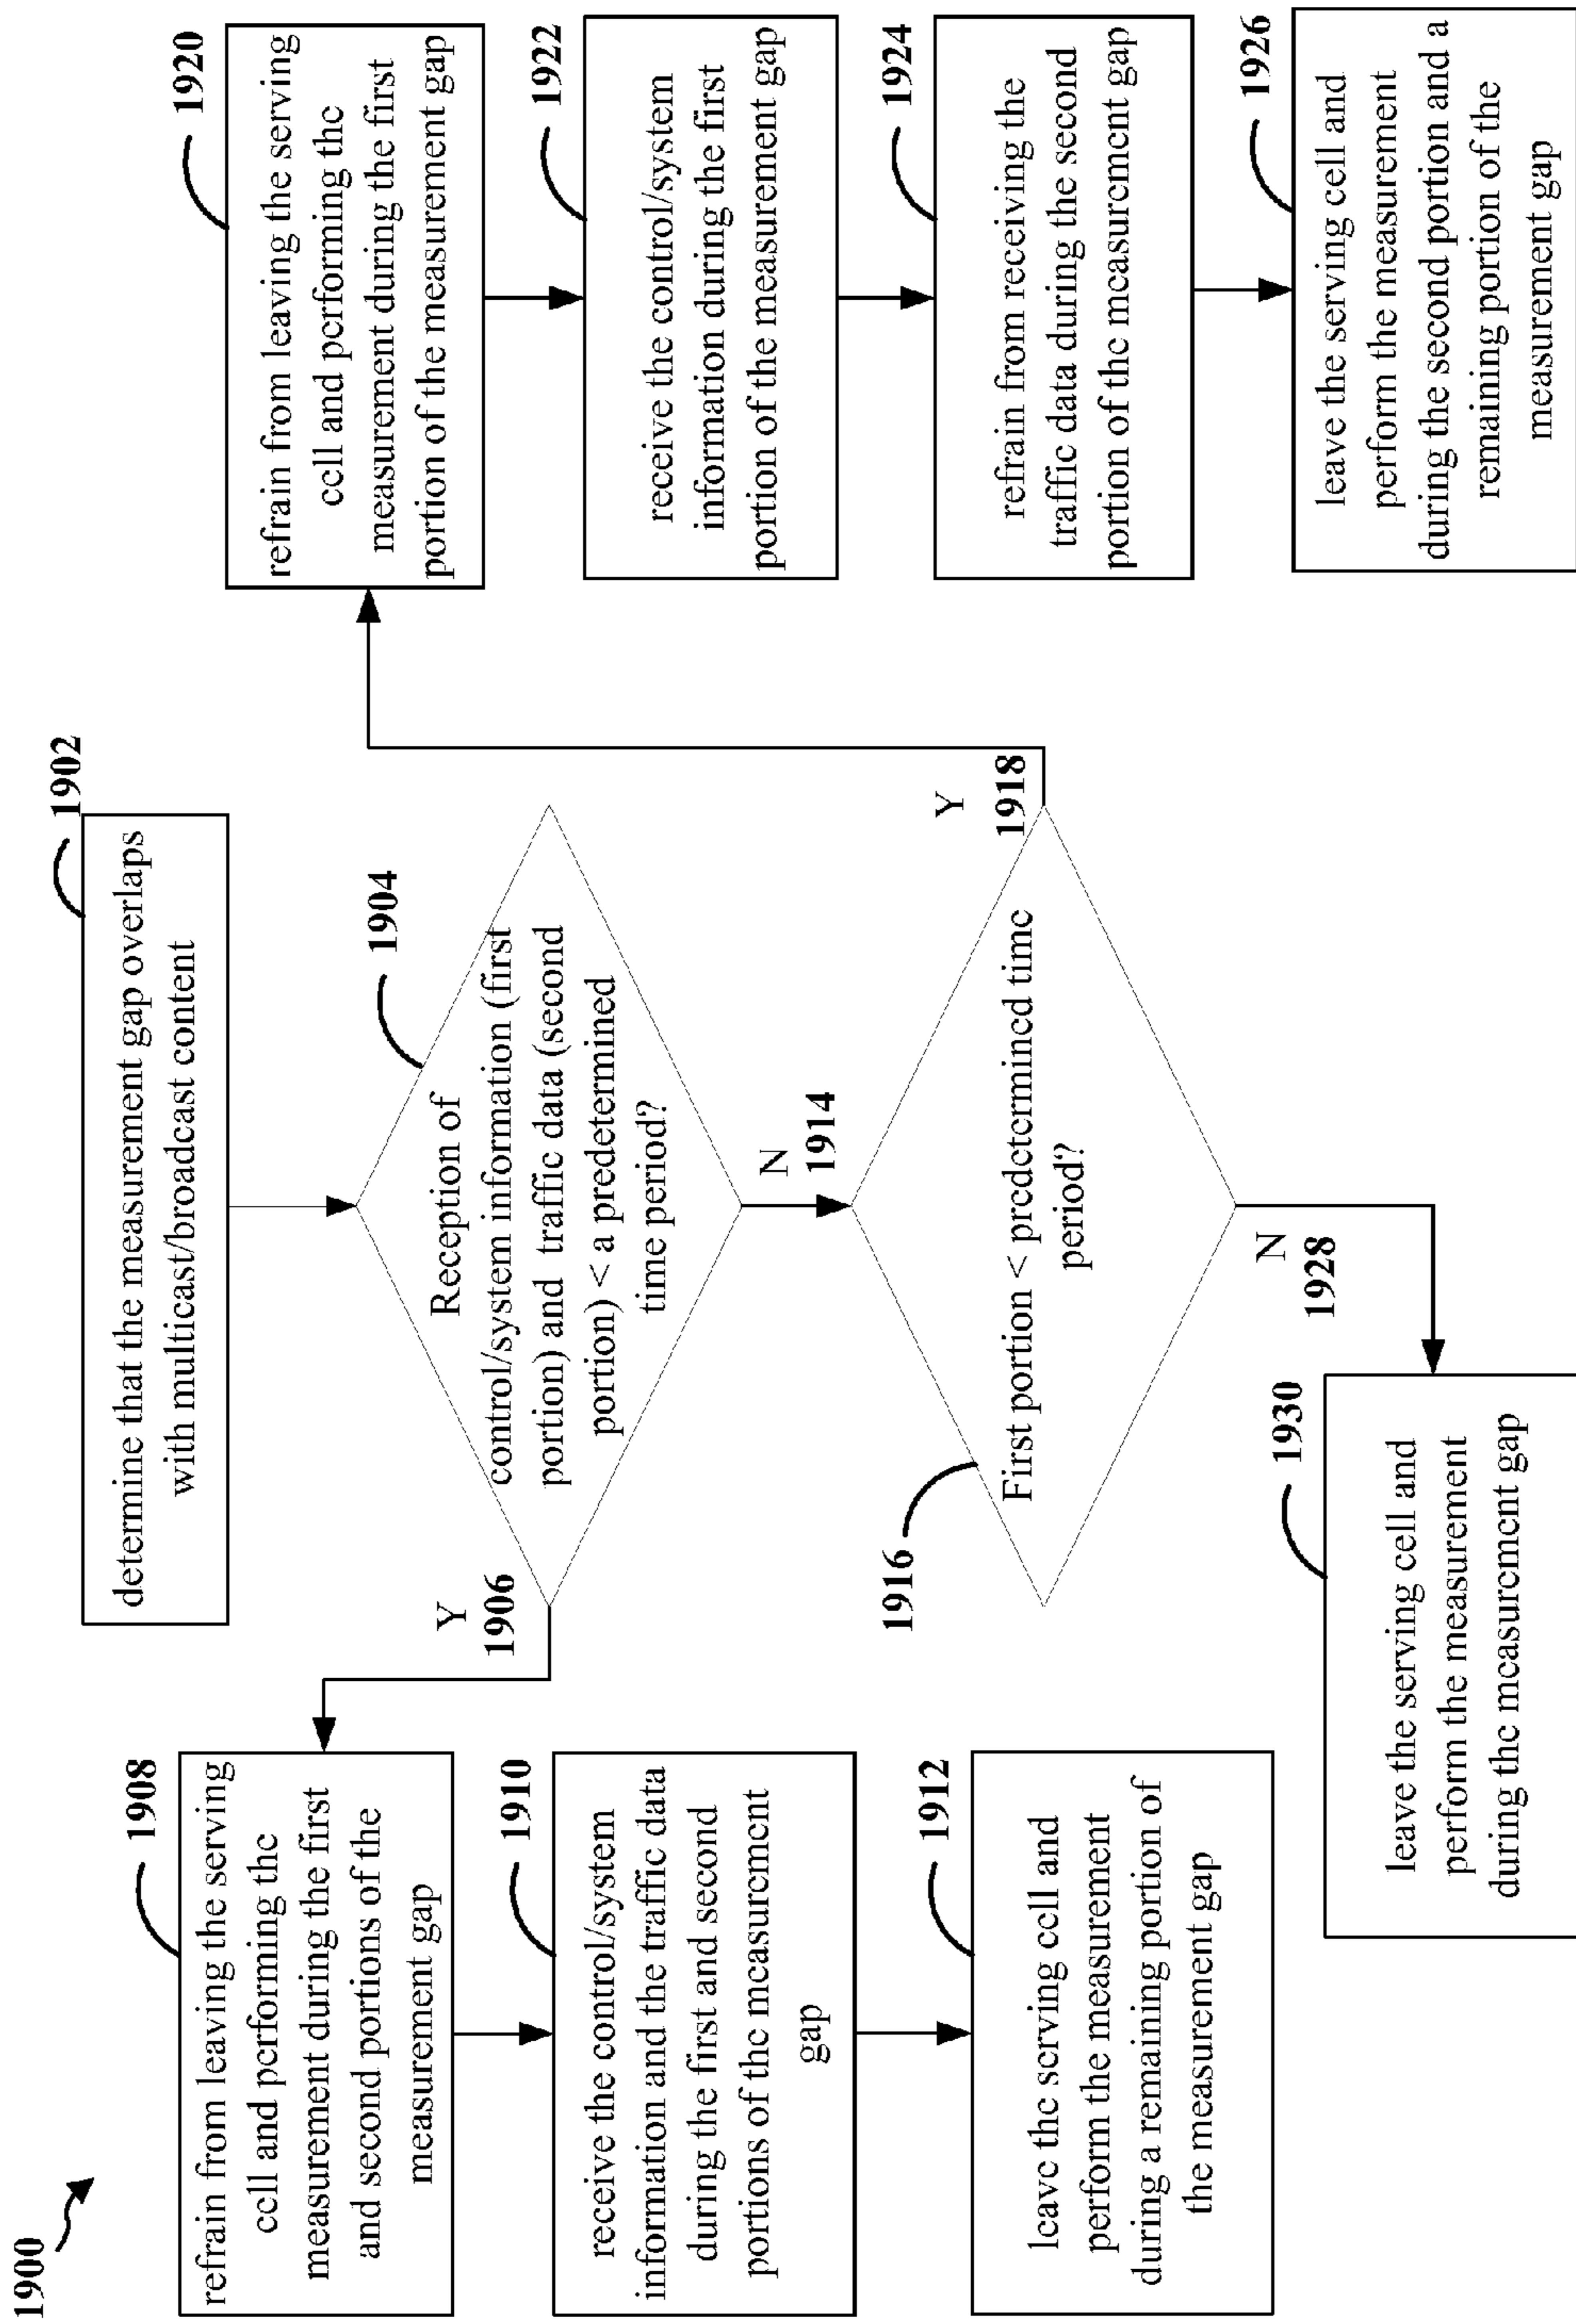 1900
1902
determine that the measurement gap overlaps
with multicast/broadcast content
1904
Reception of
control/system information (first
portion) and traffic data (second
portion) < a predetermined
time period?
Y
1906
1908
refrain from leaving the serving
cell and performing the
measurement during the first
and second portions of the
measurement gap
1910
receive the control/system
information and the traffic data
during the first and second
portions of the measurement
gap
1912
leave the serving cell and
perform the measurement
during a remaining portion of
the measurement gap
N
1914
1916
First portion < predetermined time
period?
Y
1918
1920
refrain from leaving the serving
cell and performing the
measurement during the first
portion of the measurement gap
1922
receive the control/system
information during the first
portion of the measurement gap
1924
refrain from receiving the
traffic data during the second
portion of the measurement gap
1926
leave the serving cell and
perform the measurement
during the second portion and a
remaining portion of the
measurement gap
N
1928
1930
leave the serving cell and
perform the measurement
during the measurement gap